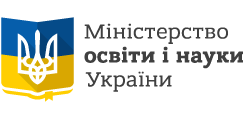 Міністерство
освіти і науки
України